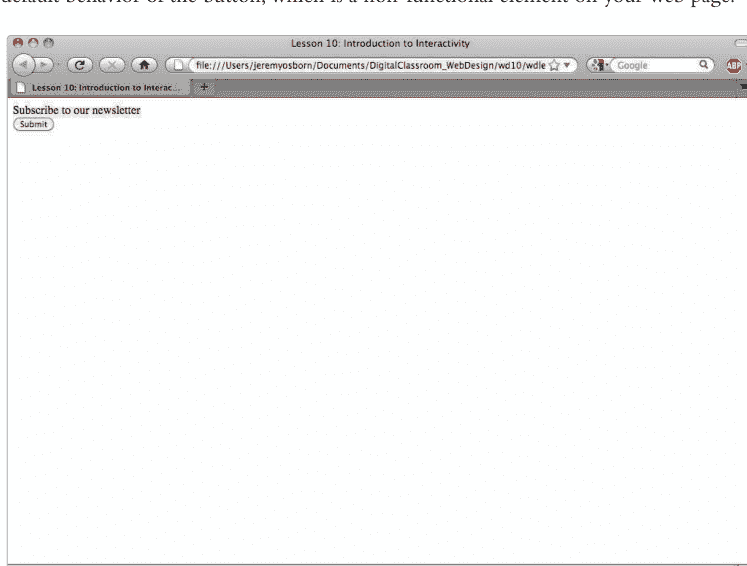 default behavior of the button, which is a non-functional element on your web page.
Lesson 10: Introduction to Interactivity
file:///Users/jeremyosborn/Documents/DigitalClassroom_WebDesign/wd10/wdle
Google
ABP
Lesson 10: Introduction to Interac...
Subscribe to our newsletter
Submit